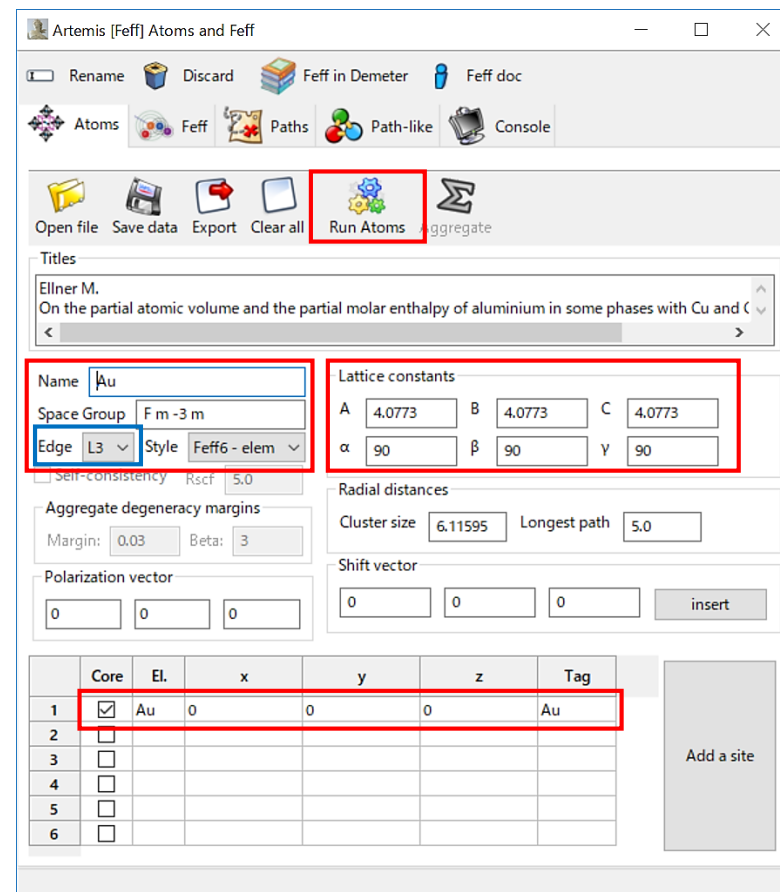 Artemis [Feff] Atoms and Feff
Rename Discard Feff in Demeter Feff doc
Atoms Feff Paths Path-like Console
Open file Save data Export Clear all Run Atoms Aggregate
Titles
Ellner M.
On the partial atomic volume and the partial molar enthalpy of aluminium in some phases with Cu and
Name Au
Space Group F m -3 m
Edge L3 Style Feff6 - elem
Self-consistency Rscf 5.0
Lattice constants
A 4.0773 B 4.0773 C 4.0773
α 90 β 90 γ 90
Aggregate degeneracy margins
Margin: 0.03 Beta: 3
Radial distances
Cluster size 6.11595 Longest path 5.0
Polarization vector
0 0 0
Shift vector
0 0 0 insert
Core El. x y z Tag
1 Au 0 0 0 Au
2
3
4
5
6
Add a site